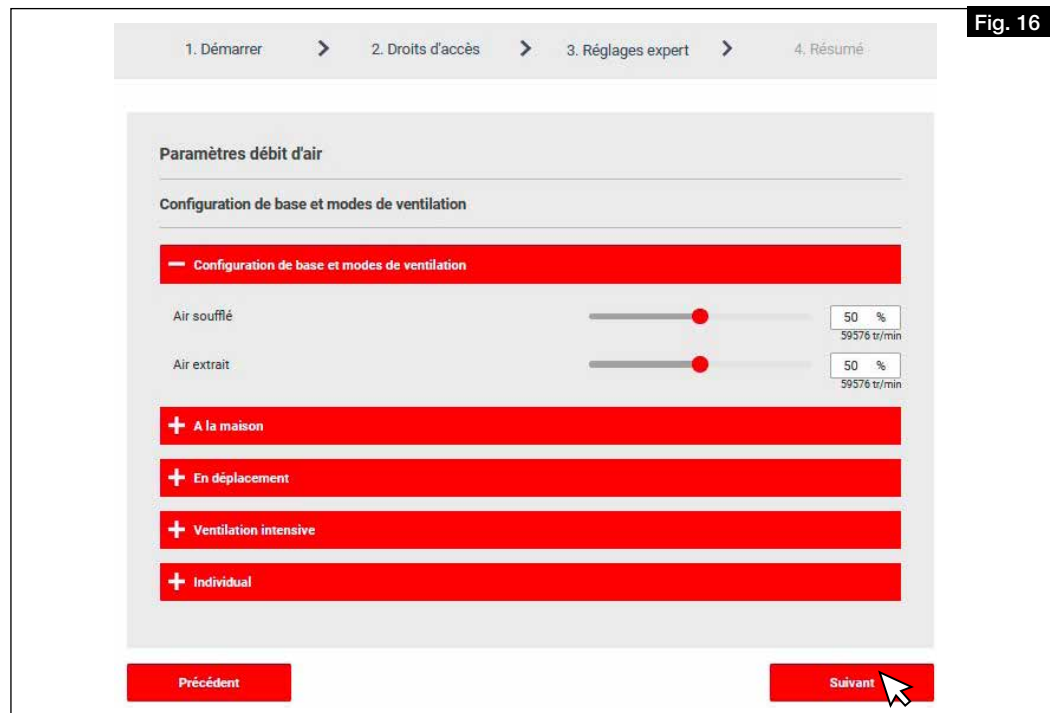 Fig. 16
1. Démarrer > 2. Droits d'accès > 3. Réglages expert > 4. Résumé
Paramètres débit d'air
Configuration de base et modes de ventilation
Configuration de base et modes de ventilation
Air soufflé 50 %
59576 tr/min
Air extrait 50 %
59576 tr/min
A la maison
En déplacement
Ventilation intensive
Individual
Précédent Suivant